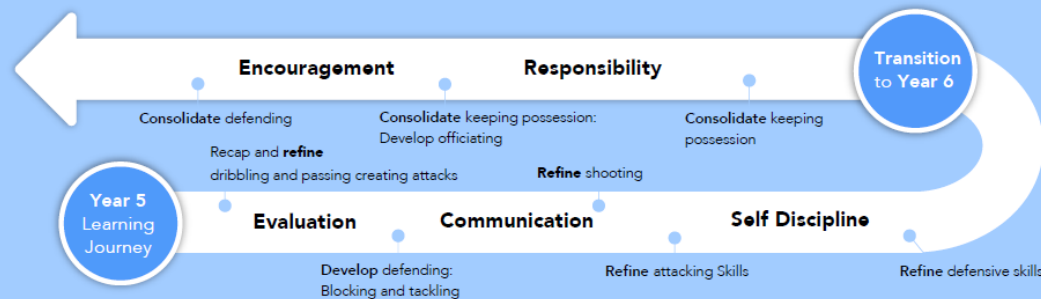 Encouragement
Responsibility
Transition
to Year 6
Consolidate defending
Consolidate keeping possession:
Develop officiating
Consolidate keeping
possession
Recap and refine
dribbling and passing creating attacks
Refine shooting
Year 5
Learning
Journey
Evaluation
Communication
Self Discipline
Develop defending:
Blocking and tackling
Refine attacking Skills
Refine defensive skills